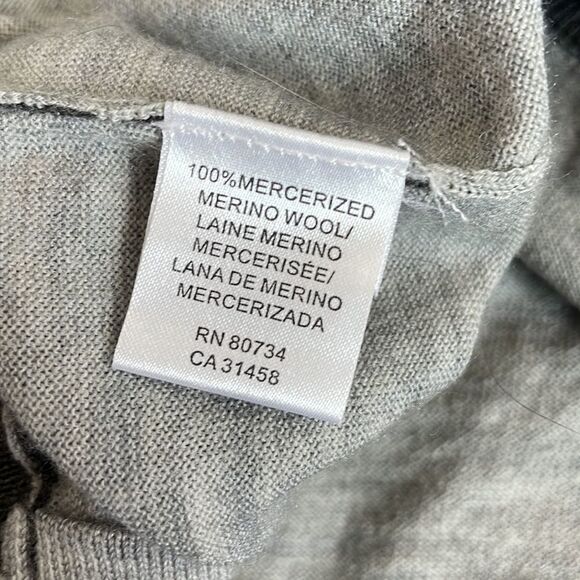 100%MERCERIZED
MERINO WOOL/
LAINE MERINO
MERCERISÉE/
LANA DE MERINO
MERCERIZADA
RN 80734
CA 31458